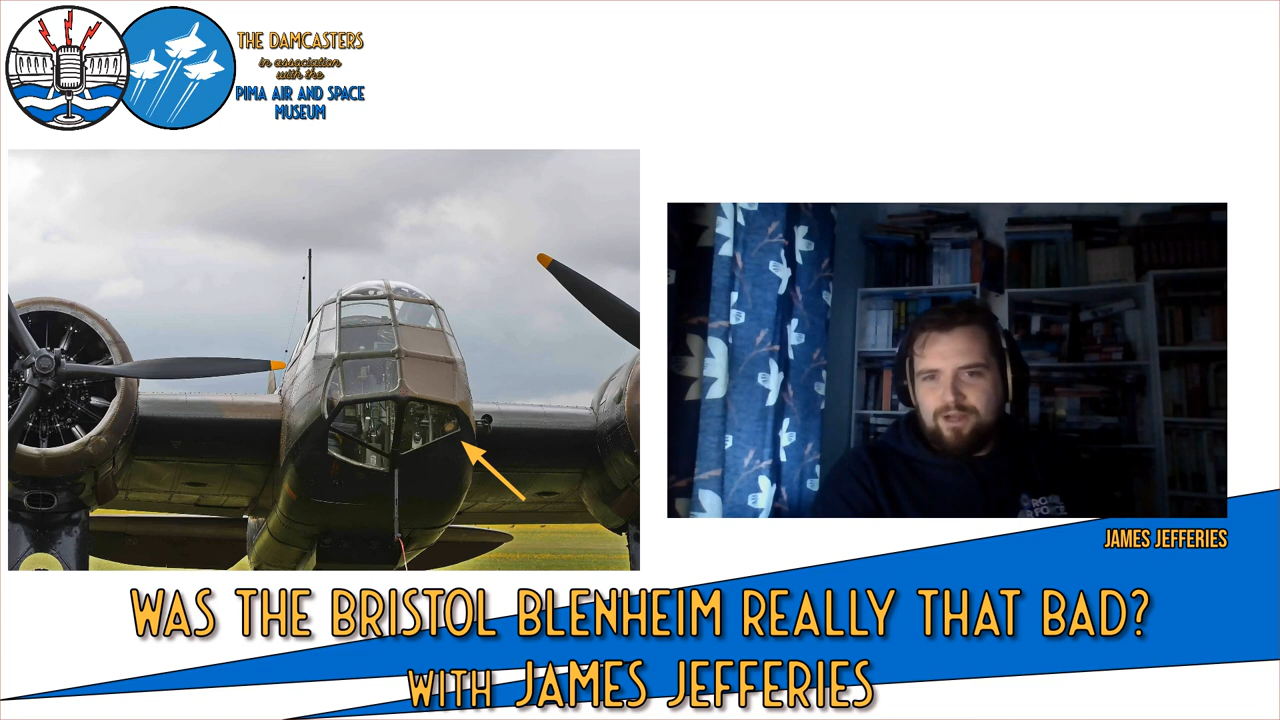 THE DAMCASTERS
in association
with the
PIMA AIR AND SPACE
MUSEUM
JAMES JEFFERIES
WAS THE BRISTOL BLENHEIM REALLY THAT BAD?
WITH JAMES JEFFERIES